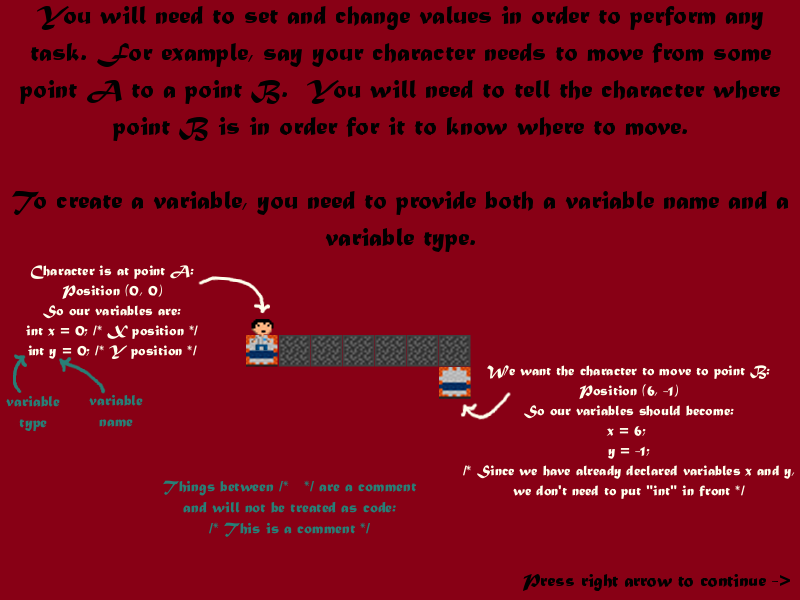 You will need to set and change values in order to perform any
task. For example, say your character needs to move from some
point A to a point B. You will need to tell the character where
point B is in order for it to know where to move.
To create a variable, you need to provide both a variable name and a
variable type.
Character is at point A:
Position (0, 0)
So our variables are:
int x = 0; /* X position */
int y = 0; /* Y position */
variable
type
variable
name
We want the character to move to point B:
Position (6, -1)
So our variables should become:
x = 6;
y = -1;
/* Since we have already declared variables x and y,
we don't need to put "int" in front */
Things between /* */ are a comment
and will not be treated as code:
/* This is a comment */
Press right arrow to continue ->